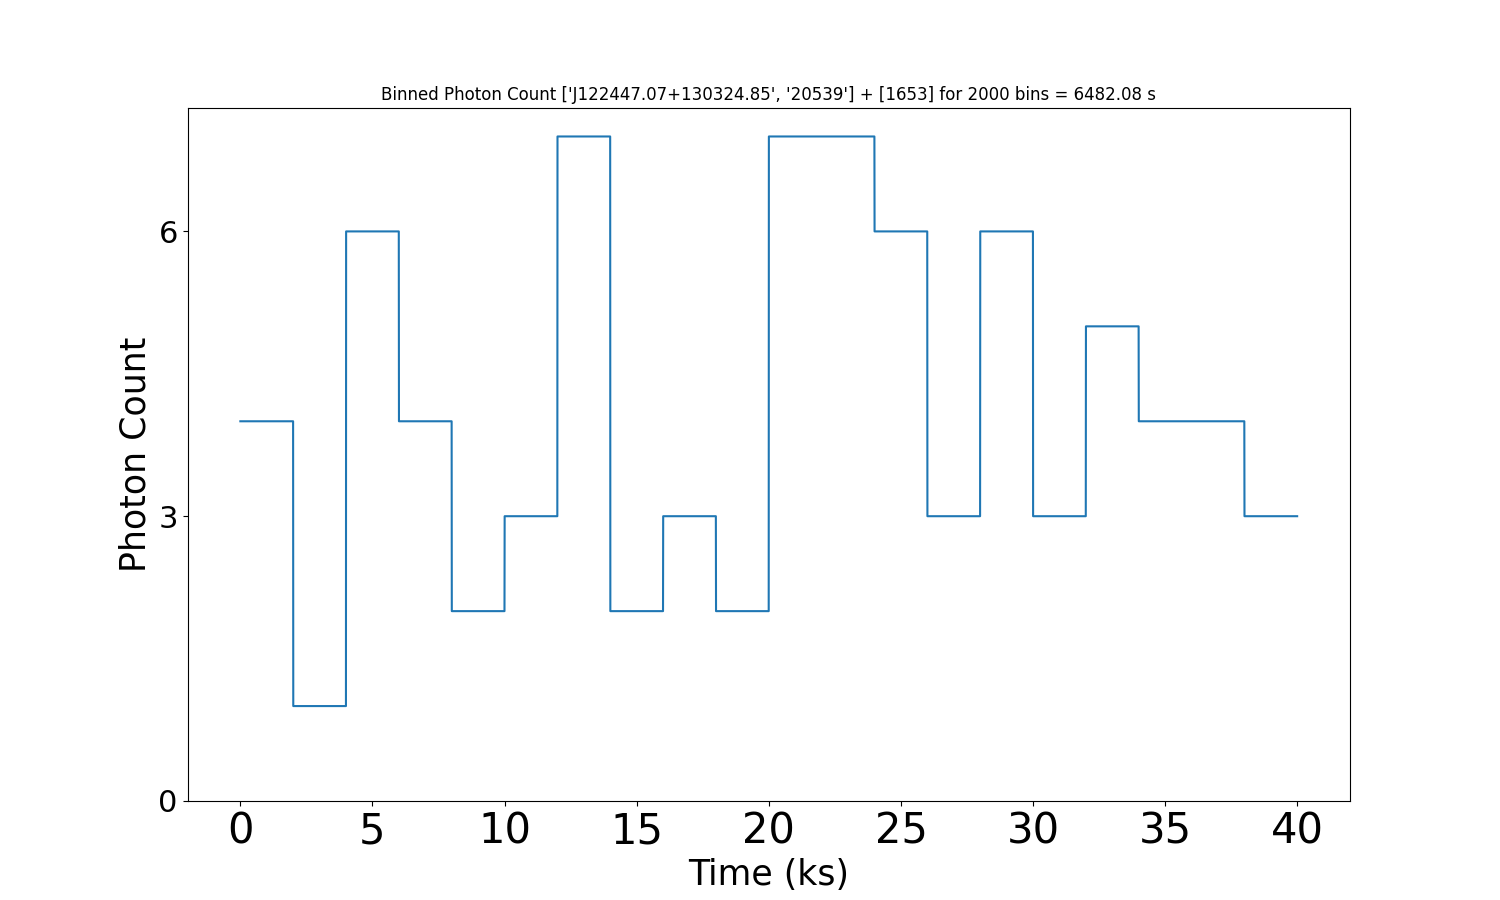 Binned Photon Count ['J122447.07+130324.85', '20539'] + [1653] for 2000 bins = 6482.08 s
6
3
0
Photon Count
0 5 10 15 20 25 30 35 40
Time (ks)